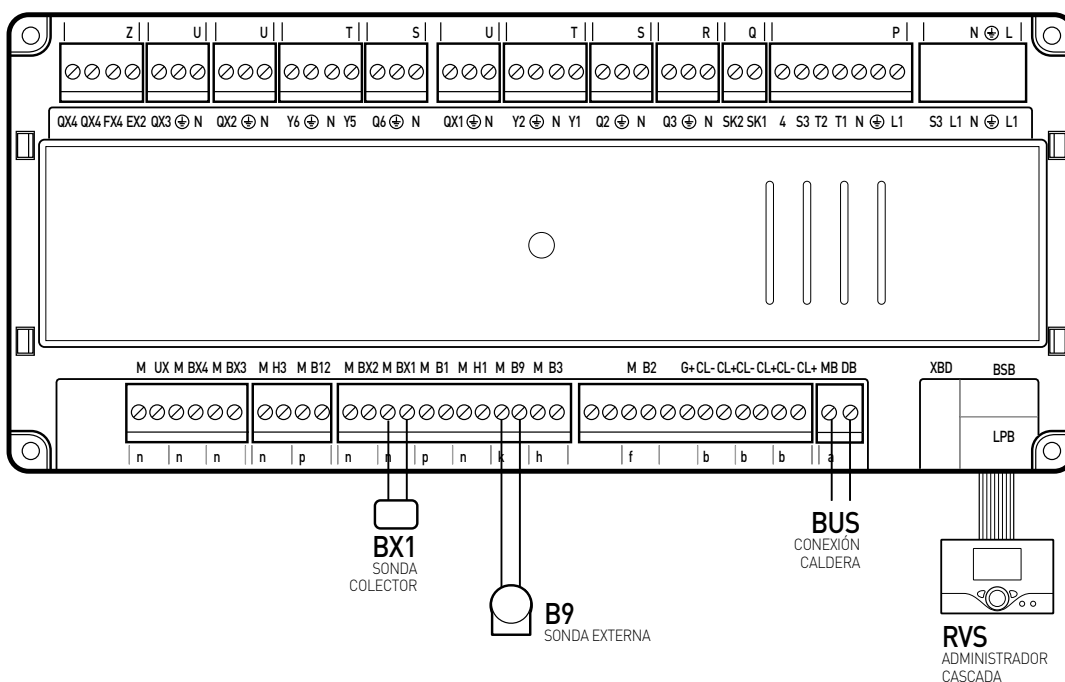 Z U U T S U T S R Q P N L
QX4 QX4 FX4 EX2 QX3 N QX2 N Y6 N Y5 Q6 N QX1 N Y2 N Y1 Q2 N Q3 N SK2 SK1 4 S3 T2 T1 N L1 S3 L1 N L1
M UX M BX4 M BX3 M H3 M B12 M BX2 M BX1 M B1 M H1 M B9 M B3 M B2 G+ CL- CL+ CL- CL+ CL- CL+ MB DB XBD BSB
LPB
n n n n p n n p n k h f b b b a
BX1
SONDA
COLECTOR
B9
SONDA EXTERNA
BUS
CONEXIÓN
CALDERA
RVS
ADMINISTRADOR
CASCADA